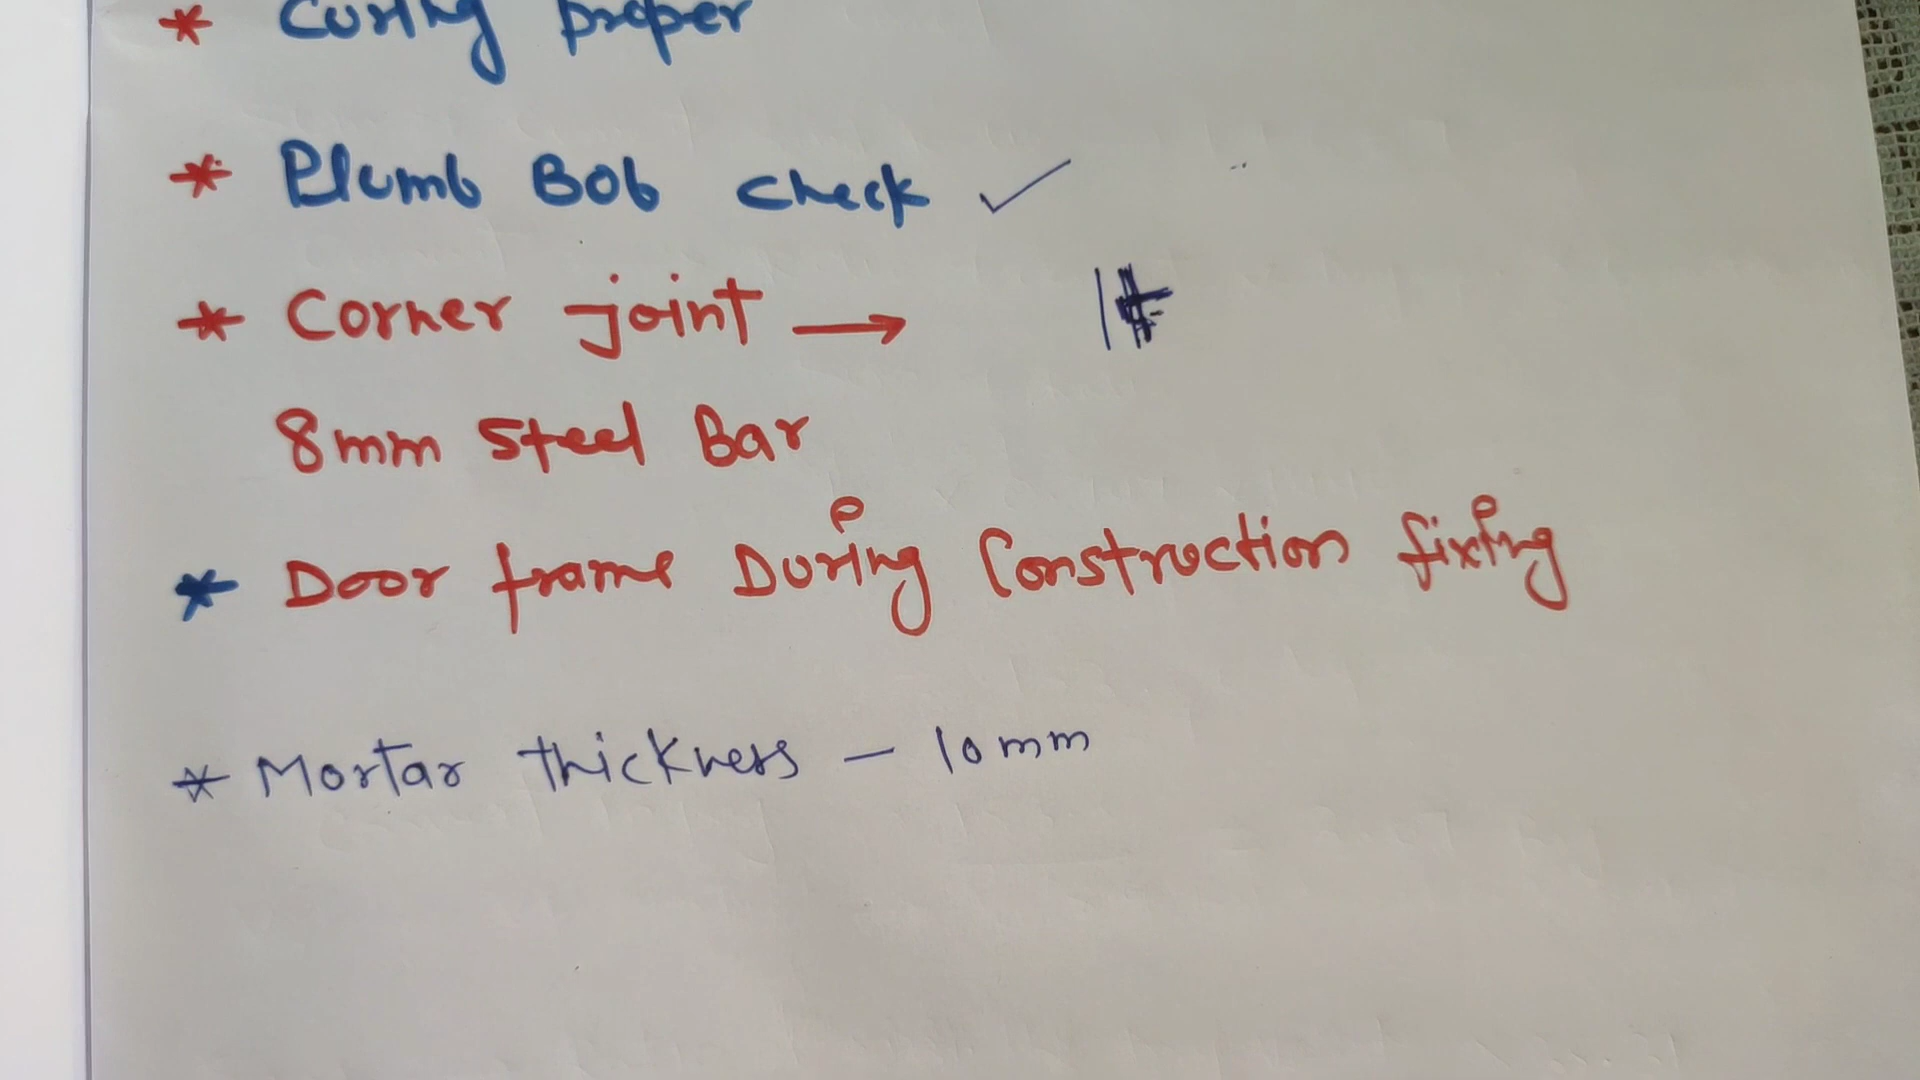 * Curing proper
* Plumb Bob check ✓
* Corner joint →
8mm Steel Bar
* Door frame During Construction fixing
* Mortar thickness - 10mm